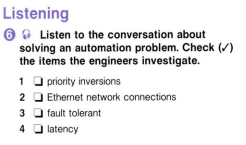 Listening
6 Listen to the conversation about
solving an automation problem. Check (✓)
the items the engineers investigate.
1 ☐ priority inversions
2 ☐ Ethernet network connections
3 ☐ fault tolerant
4 ☐ latency